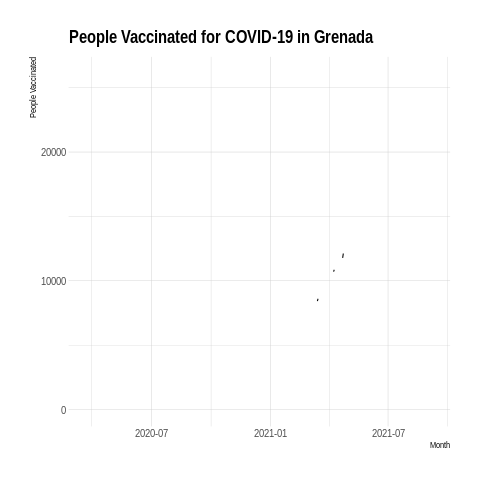 People Vaccinated for COVID-19 in Grenada
People Vaccinated
20000
10000
0
2020-07 2021-01 2021-07
Month